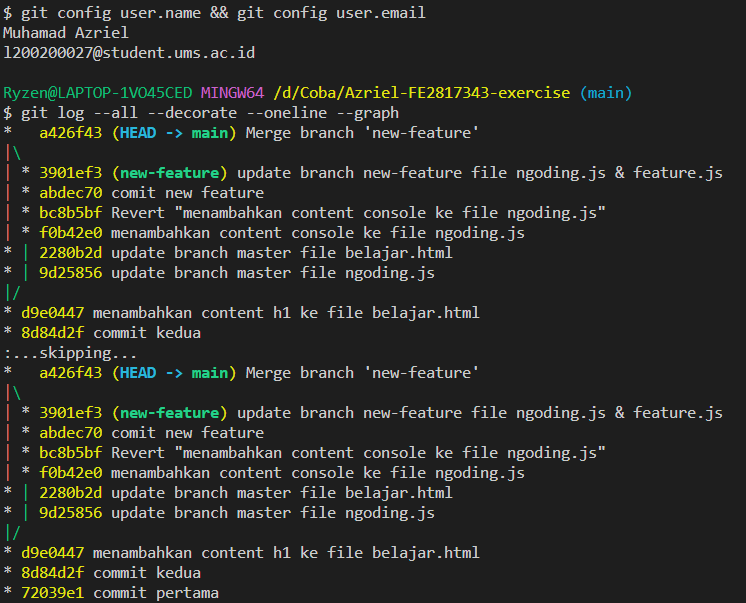 $ git config user.name && git config user.email
Muhamad Azriel
l200200027@student.ums.ac.id
Ryzen@LAPTOP-1VO45CED MINGW64 /d/Coba/Azriel-FE2817343-exercise (main)
$ git log --all --decorate --oneline --graph
*   a426f43 (HEAD -> main) Merge branch 'new-feature'
|\
| * 3901ef3 (new-feature) update branch new-feature file ngoding.js & feature.js
| * abdec70 comit new feature
| * bc8b5bf Revert "menambahkan content console ke file ngoding.js"
| * f0b42e0 menambahkan content console ke file ngoding.js
* | 2280b2d update branch master file belajar.html
* | 9d25856 update branch master file ngoding.js
|/
* d9e0447 menambahkan content h1 ke file belajar.html
* 8d84d2f commit kedua
:...skipping...
*   a426f43 (HEAD -> main) Merge branch 'new-feature'
|\
| * 3901ef3 (new-feature) update branch new-feature file ngoding.js & feature.js
| * abdec70 comit new feature
| * bc8b5bf Revert "menambahkan content console ke file ngoding.js"
| * f0b42e0 menambahkan content console ke file ngoding.js
* | 2280b2d update branch master file belajar.html
* | 9d25856 update branch master file ngoding.js
|/
* d9e0447 menambahkan content h1 ke file belajar.html
* 8d84d2f commit kedua
* 72039e1 commit pertama